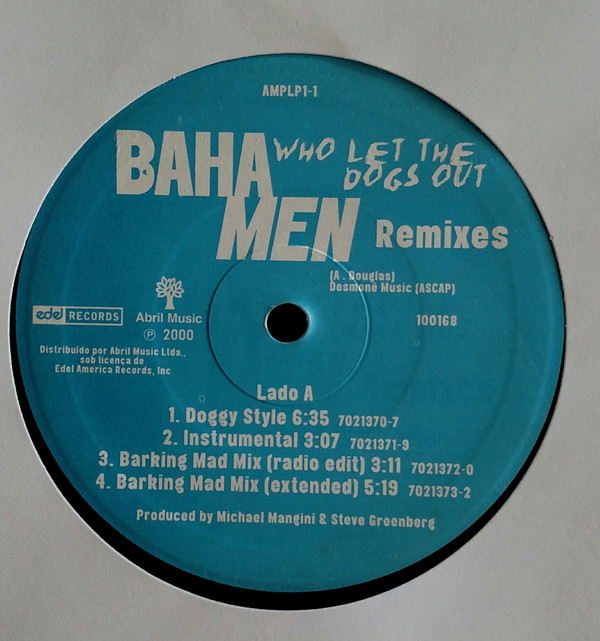 AMPLP1-1
BAHA MEN
WHO LET THE
DOGS OUT
Remixes
(A . Douglas)
Desmoné Music (ASCAP)
100168
edel RECORDS
Abril Music
℗ 2000
Distribuído por Abril Music Ltda.,
sob licença de
Edel America Records, Inc
Lado A
1. Doggy Style 6:35 7021370-7
2. Instrumental 3:07 7021371-9
3. Barking Mad Mix (radio edit) 3:11 7021372-0
4. Barking Mad Mix (extended) 5:19 7021373-2
Produced by Michael Mangini & Steve Greenberg